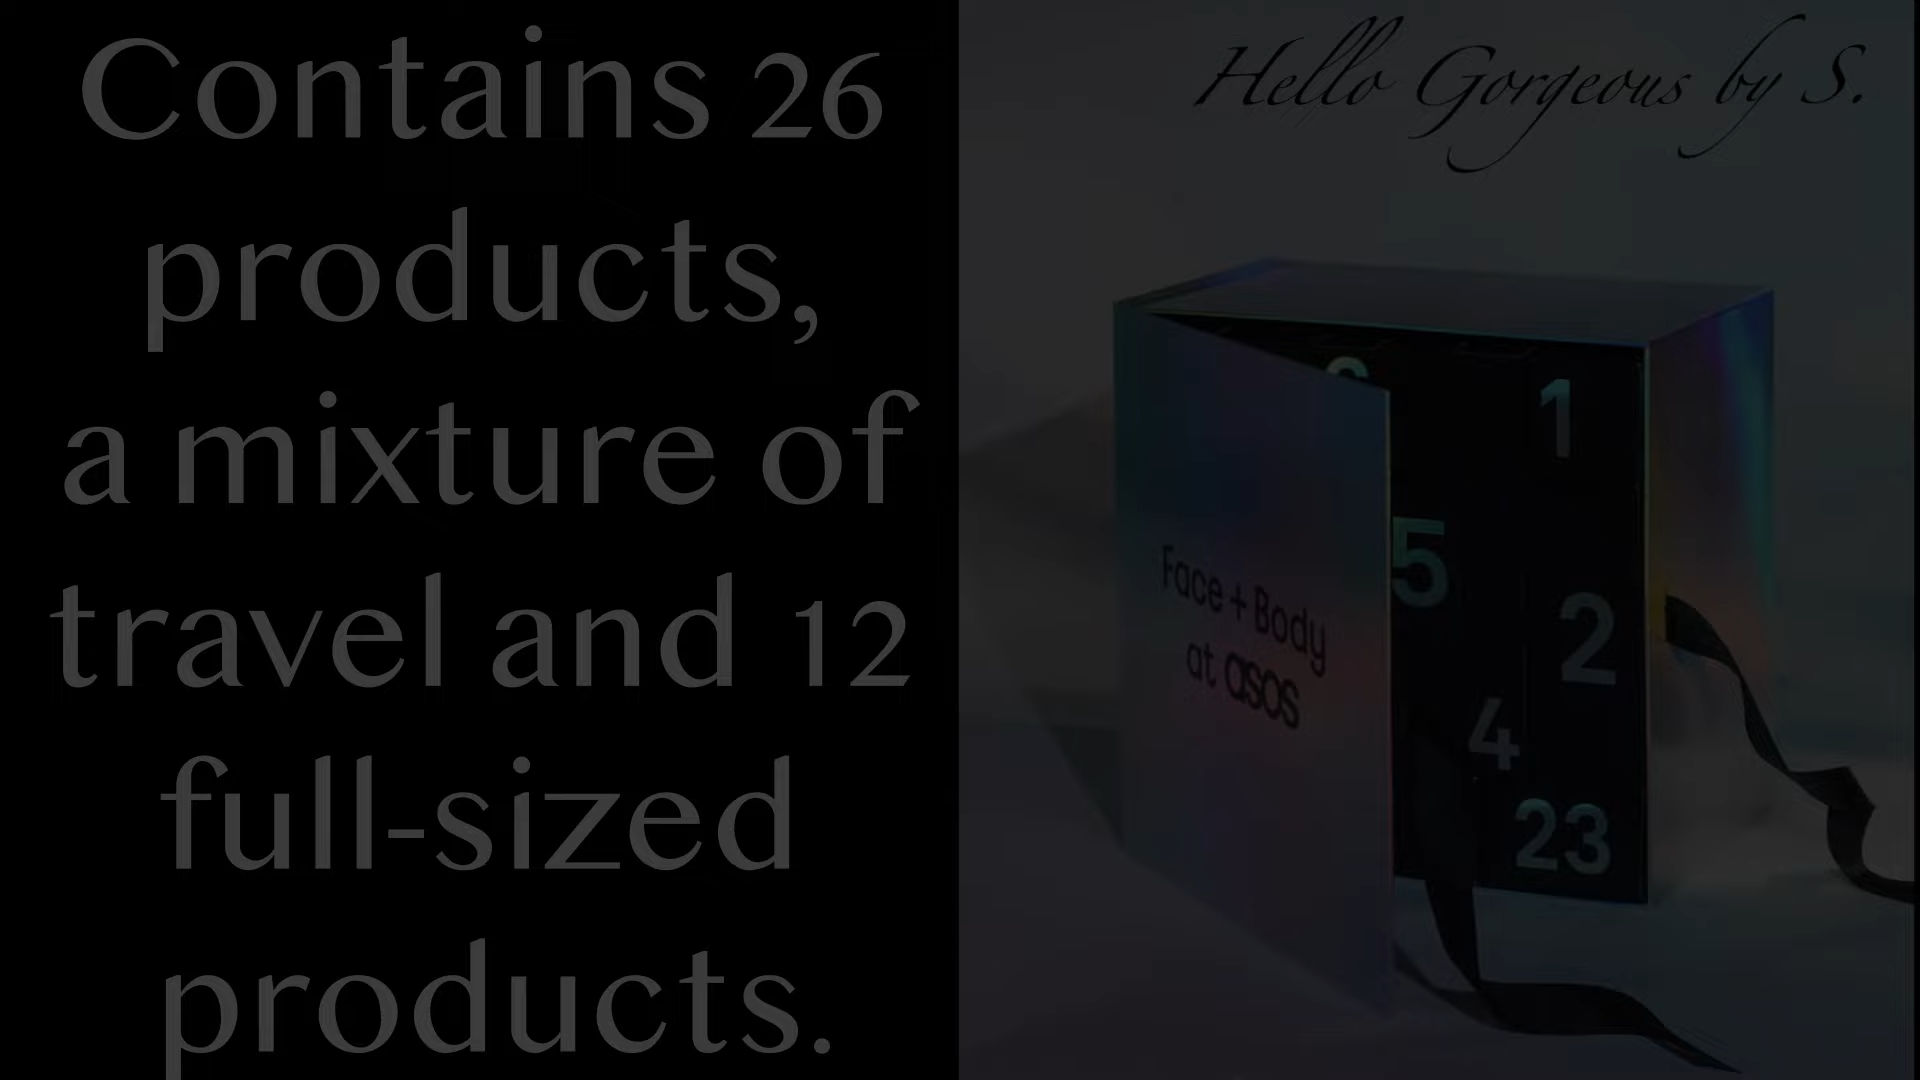 Contains 26
products,
a mixture of
travel and 12
full-sized
products.
Hello Gorgeous by S.
1
5
2
4
23
Face + Body
at asos